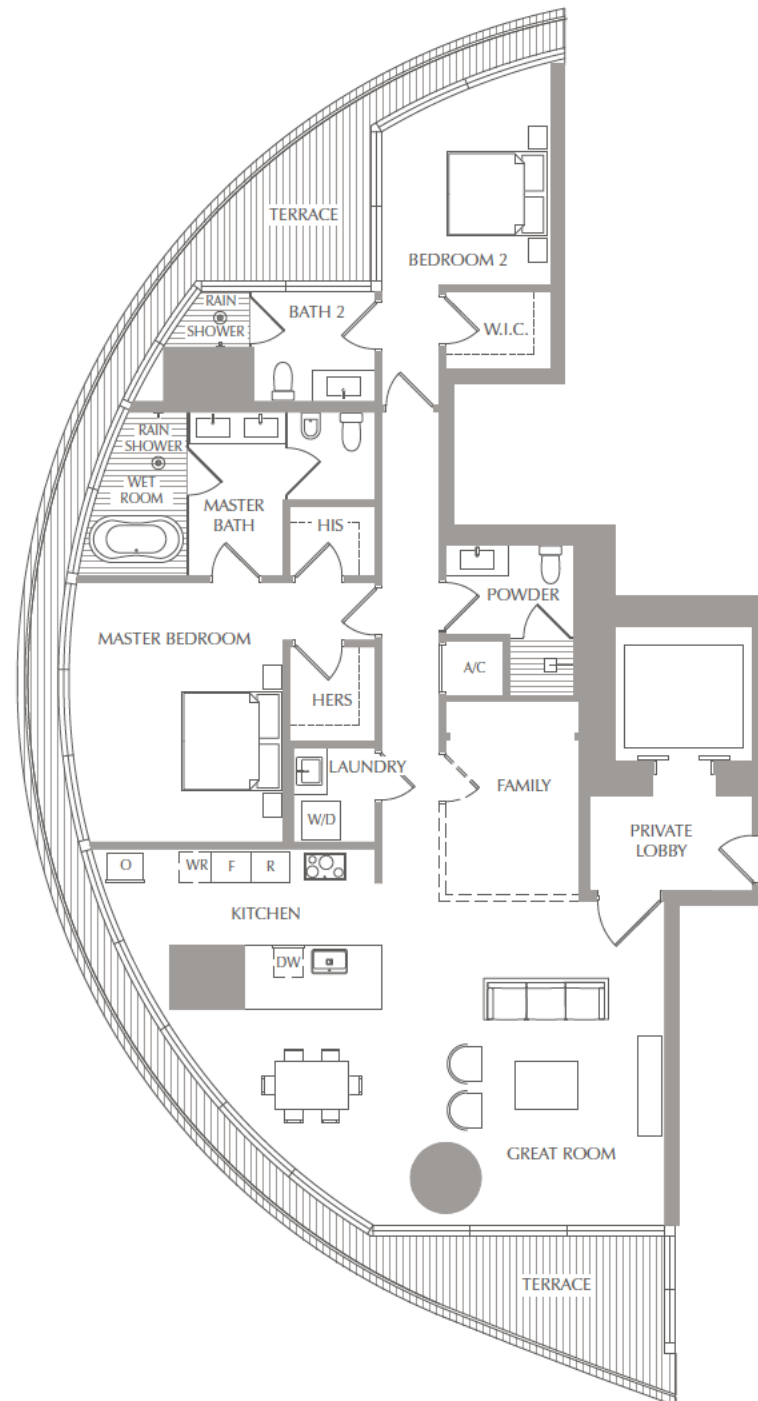 TERRACE
BEDROOM 2
RAIN
SHOWER
BATH 2
W.I.C.
RAIN
SHOWER
WET
ROOM
MASTER
BATH
HIS
POWDER
MASTER BEDROOM
A/C
HERS
LAUNDRY
FAMILY
W/D
PRIVATE
LOBBY
O
WR
F
R
KITCHEN
DW
GREAT ROOM
TERRACE